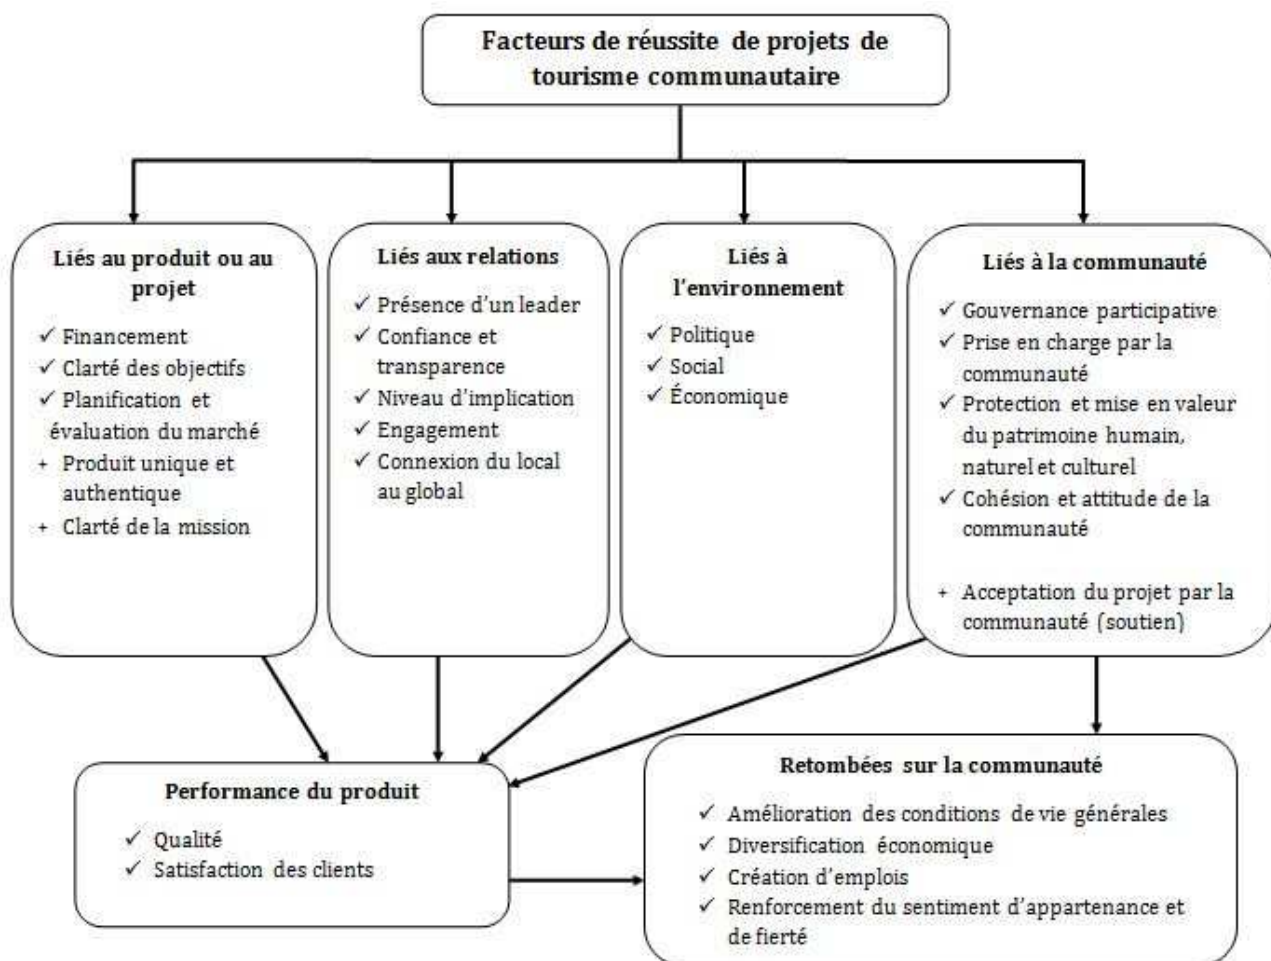 Facteurs de réussite de projets de
tourisme communautaire
Liés au produit ou au
projet
✓ Financement
✓ Clarté des objectifs
✓ Planification et
évaluation du marché
+ Produit unique et
authentique
+ Clarté de la mission
Liés aux relations
✓ Présence d'un leader
✓ Confiance et
transparence
✓ Niveau d'implication
✓ Engagement
✓ Connexion du local
au global
Liés à
l'environnement
✓ Politique
✓ Social
✓ Économique
Liés à la communauté
✓ Gouvernance participative
✓ Prise en charge par la
communauté
✓ Protection et mise en valeur
du patrimoine humain,
naturel et culturel
✓ Cohésion et attitude de la
communauté
+ Acceptation du projet par la
communauté (soutien)
Performance du produit
✓ Qualité
✓ Satisfaction des clients
Retombées sur la communauté
✓ Amélioration des conditions de vie générales
✓ Diversification économique
✓ Création d'emplois
✓ Renforcement du sentiment d'appartenance et
de fierté